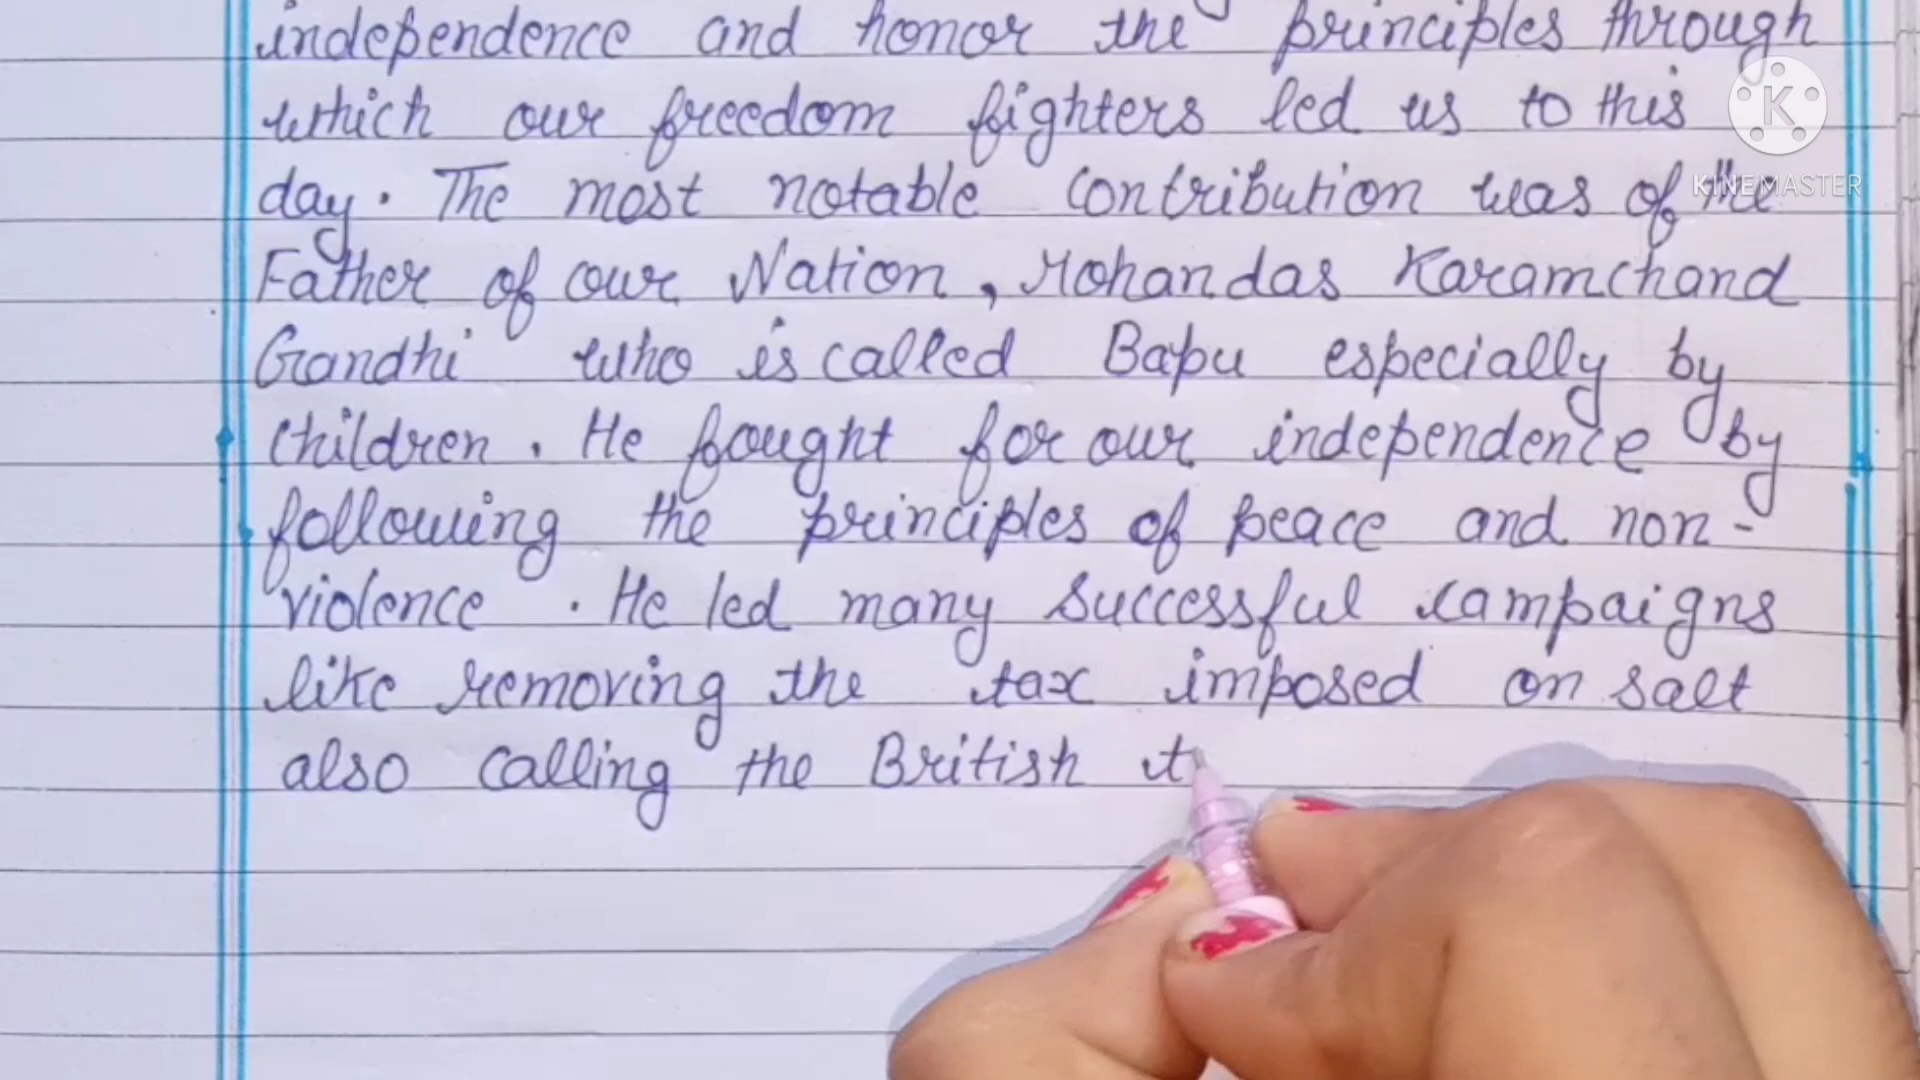 independence and honor the principles through
which our freedom fighters led us to this
day. The most notable contribution was of the
Father of our Nation, Mohandas Karamchand
Gandhi who is called Bapu especially by
children. He fought for our independence by
following the principles of peace and non-
violence. He led many successful campaigns
like removing the tax imposed on salt
also calling the British t
K
KINEMASTER